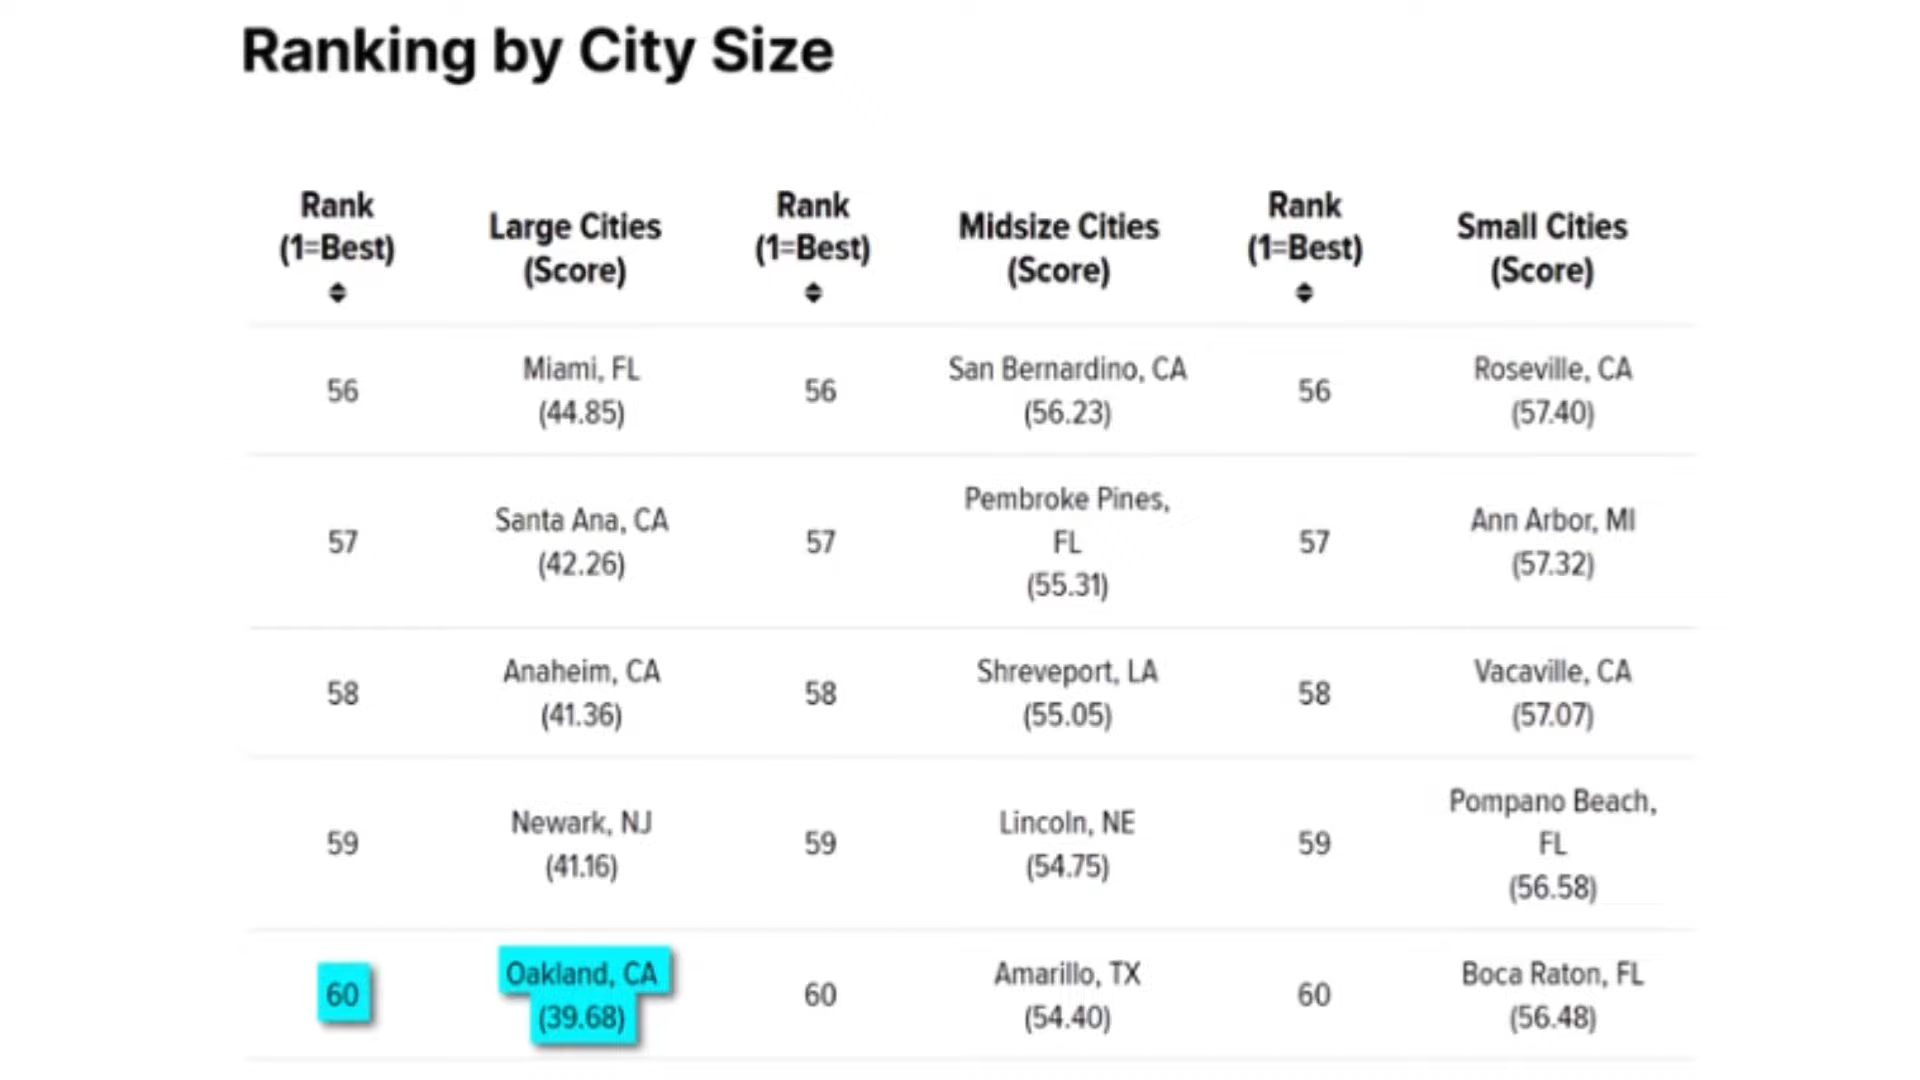 Ranking by City Size
Rank
(1=Best)
Large Cities
(Score)
Rank
(1=Best)
Midsize Cities
(Score)
Rank
(1=Best)
Small Cities
(Score)
56
Miami, FL
(44.85)
56
San Bernardino, CA
(56.23)
56
Roseville, CA
(57.40)
57
Santa Ana, CA
(42.26)
57
Pembroke Pines,
FL
(55.31)
57
Ann Arbor, MI
(57.32)
58
Anaheim, CA
(41.36)
58
Shreveport, LA
(55.05)
58
Vacaville, CA
(57.07)
59
Newark, NJ
(41.16)
59
Lincoln, NE
(54.75)
59
Pompano Beach,
FL
(56.58)
60
Oakland, CA
(39.68)
60
Amarillo, TX
(54.40)
60
Boca Raton, FL
(56.48)